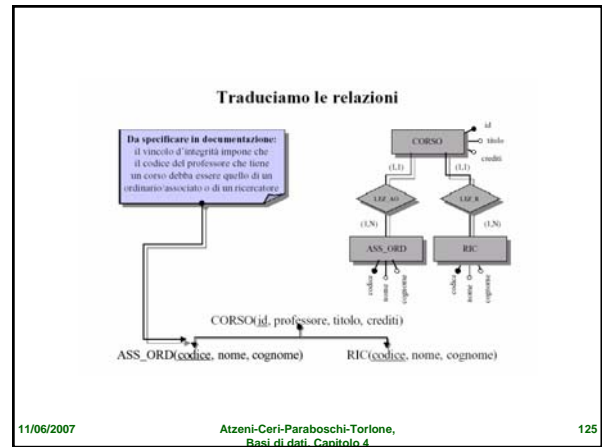 Traduciamo le relazioni
Da specificare in documentazione:
il vincolo d'integrità impone che
il codice del professore che tiene
un corso debba essere quello di un
ordinario/associato o di un ricercatore
id
CORSO
titolo
crediti
(1,1)
(1,1)
LEZ_AO
LEZ_R
(1,N)
(1,N)
ASS_ORD
RIC
codice
nome
cognome
codice
nome
cognome
CORSO(id, professore, titolo, crediti)
ASS_ORD(codice, nome, cognome)
RIC(codice, nome, cognome)
11/06/2007
Atzeni-Ceri-Paraboschi-Torlone,
Basi di dati, Capitolo 4
125